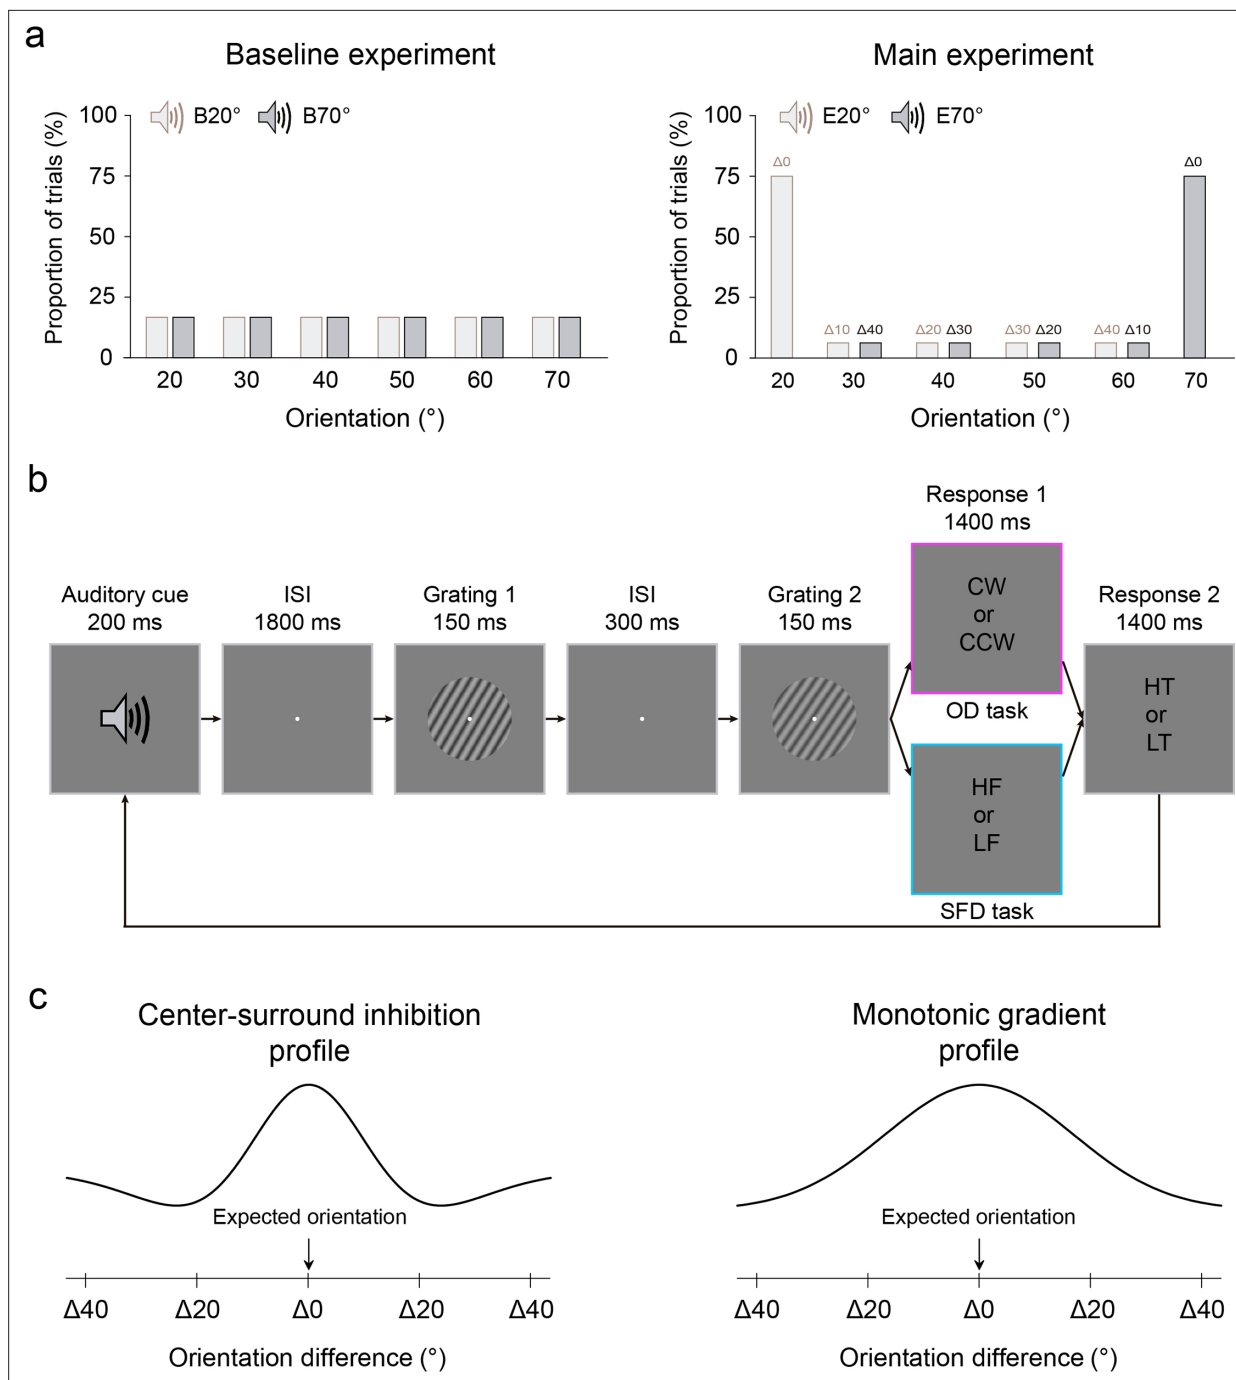 a
Baseline experiment
Main experiment
Proportion of trials (%)
100
75
50
25
0
B20° B70°
20 30 40 50 60 70
Orientation (°)
Proportion of trials (%)
100
75
50
25
0
E20° E70°
Δ0 Δ0
Δ10 Δ40 Δ20 Δ30 Δ30 Δ20 Δ40 Δ10
20 30 40 50 60 70
Orientation (°)
b
Auditory cue
200 ms
ISI
1800 ms
Grating 1
150 ms
ISI
300 ms
Grating 2
150 ms
Response 1
1400 ms
CW
or
CCW
OD task
HF
or
LF
SFD task
Response 2
1400 ms
HT
or
LT
c
Center-surround inhibition
profile
Expected orientation
Δ40 Δ20 Δ0 Δ20 Δ40
Orientation difference (°)
Monotonic gradient
profile
Expected orientation
Δ40 Δ20 Δ0 Δ20 Δ40
Orientation difference (°)